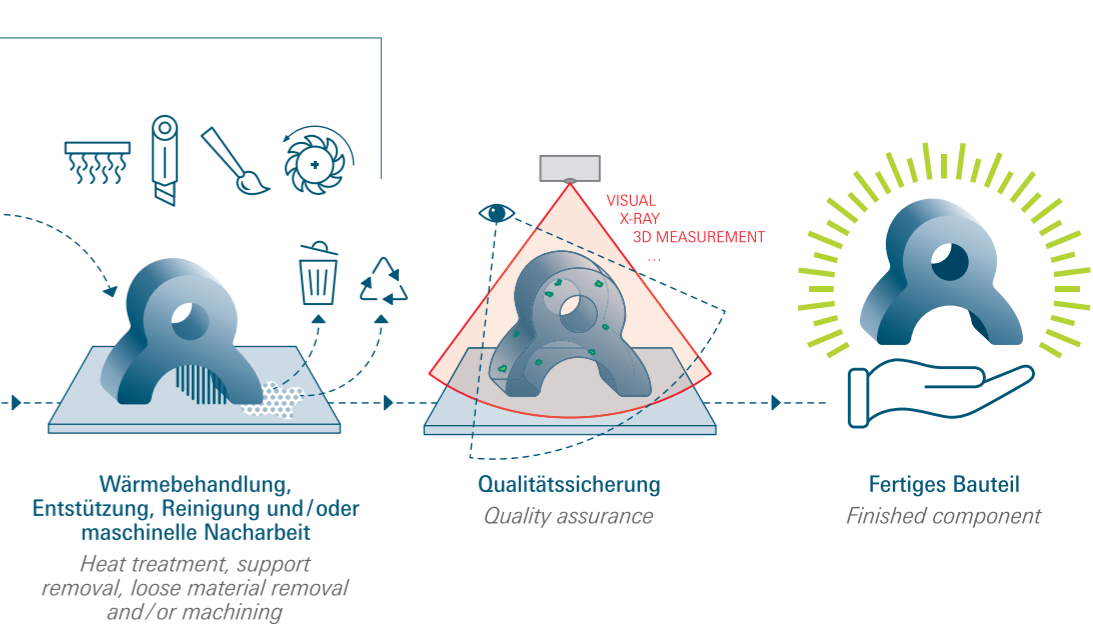 VISUAL
X-RAY
3D MEASUREMENT
...
Wärmebehandlung,
Entstützung, Reinigung und/oder
maschinelle Nacharbeit
Heat treatment, support
removal, loose material removal
and/or machining
Qualitätssicherung
Quality assurance
Fertiges Bauteil
Finished component